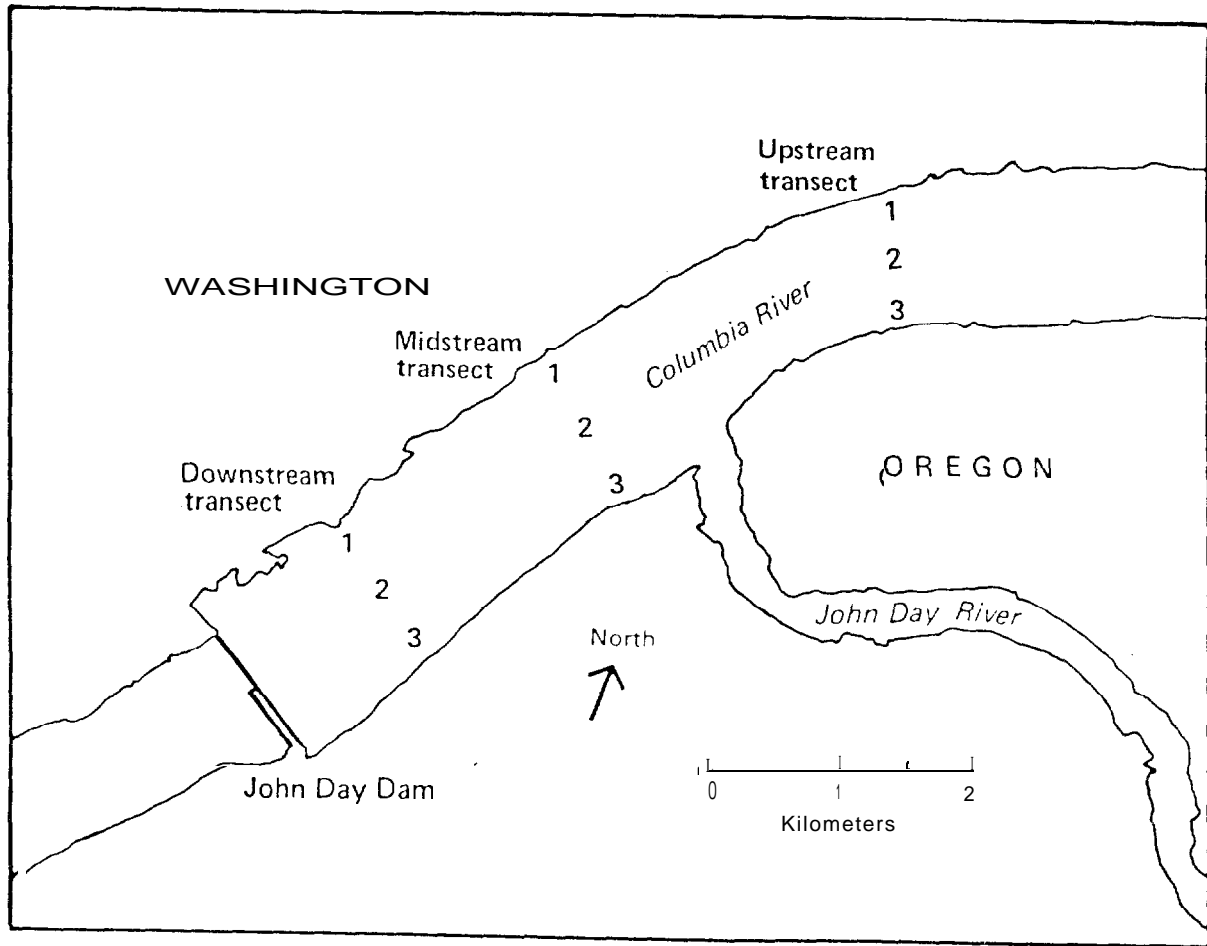 Upstream
transect
1
2
3
WASHINGTON
Columbia River
Midstream
transect
1
2
3
Downstream
transect
1
2
3
OREGON
John Day River
North
John Day Dam
0 1 2
Kilometers